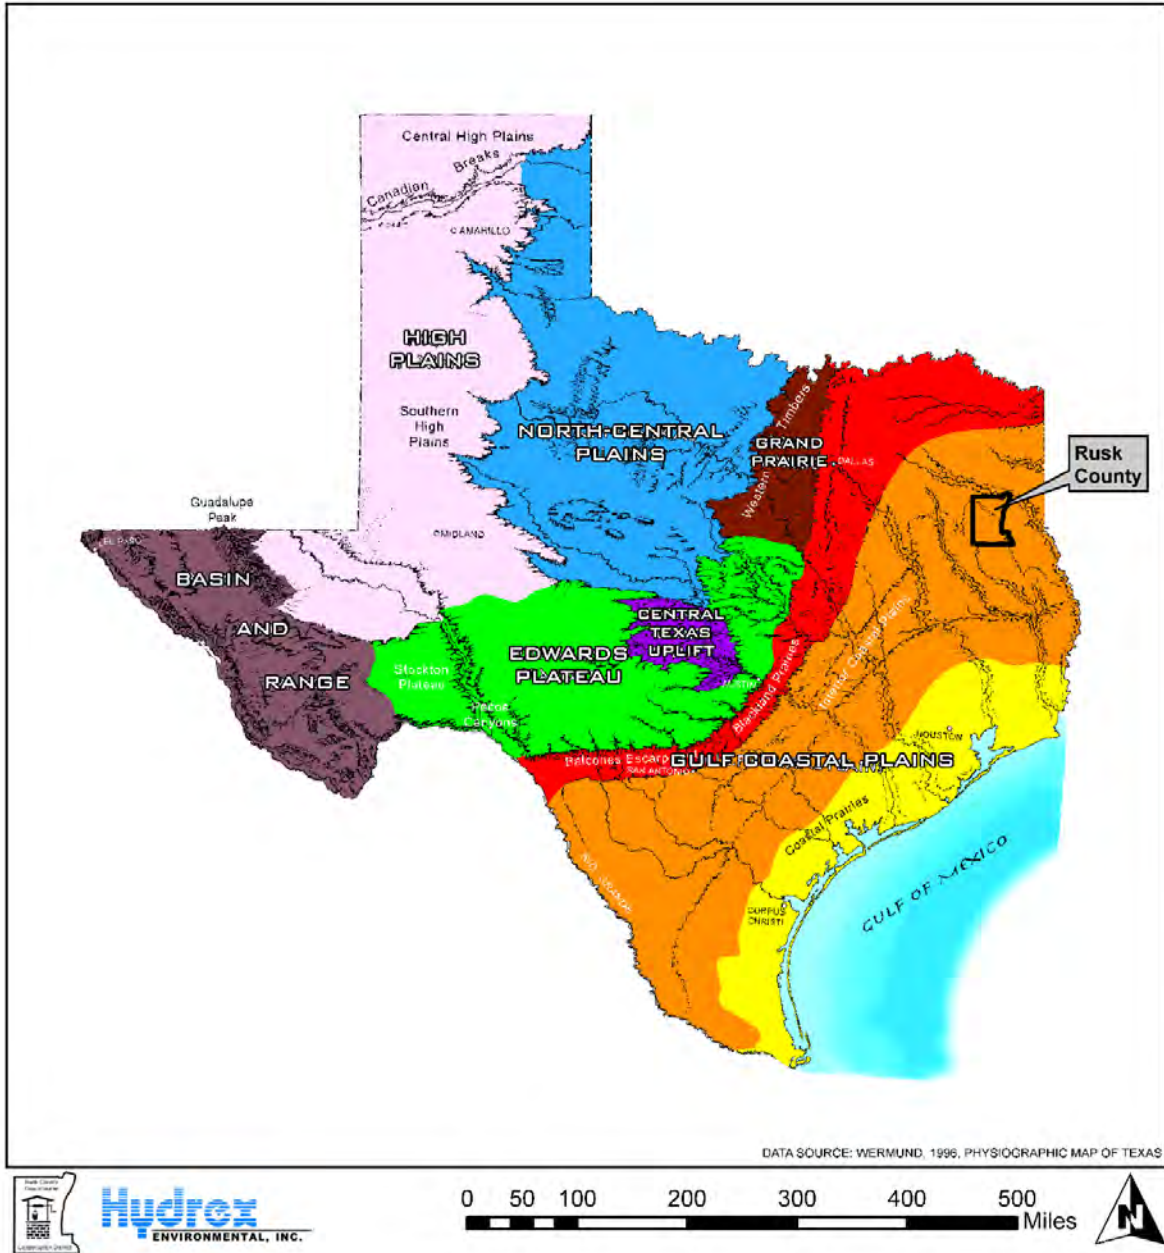 Central High Plains
Canadian Breaks
AMARILLO
HIGH
PLAINS
Southern
High
Plains
NORTH-CENTRAL
PLAINS
Western Timbers
GRAND
PRAIRIE
DALLAS
Rusk
County
Guadalupe
Peak
EL PASO
MIDLAND
BASIN
AND
RANGE
Stockton
Plateau
Pecos
Canyons
EDWARDS
PLATEAU
CENTRAL
TEXAS
UPLIFT
AUSTIN
Blackland Prairies
Interior Coastal Plains
Balcones Escarp
SAN ANTONIO
GULF COASTAL PLAINS
HOUSTON
Coastal Prairies
RIO GRANDE
CORPUS
CHRISTI
GULF OF MEXICO
DATA SOURCE: WERMUND, 1996, PHYSIOGRAPHIC MAP OF TEXAS
Hydrex
ENVIRONMENTAL, INC.
0 50 100 200 300 400 500
Miles
N